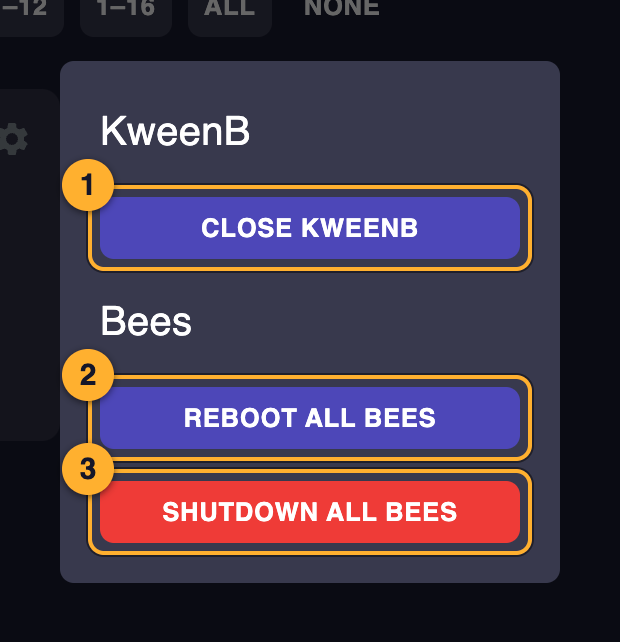 –12 1–16 ALL NONE
KweenB
1
CLOSE KWEENB
Bees
2
REBOOT ALL BEES
3
SHUTDOWN ALL BEES